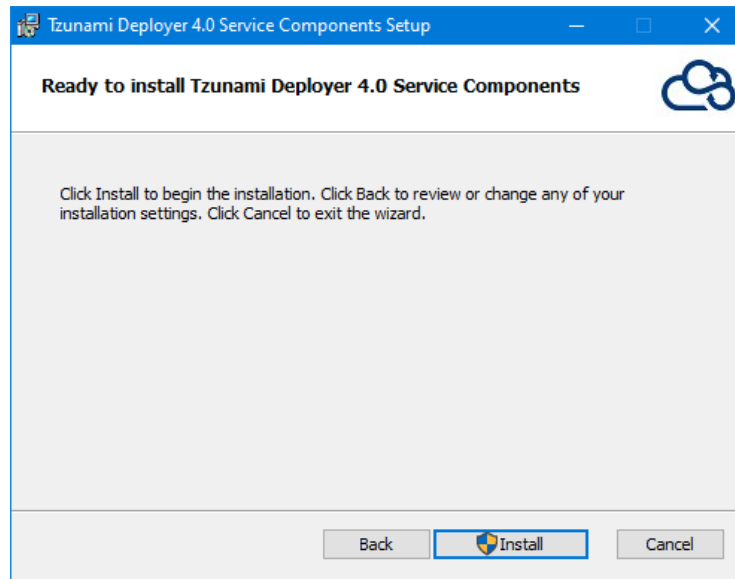 Tzunami Deployer 4.0 Service Components Setup
Ready to install Tzunami Deployer 4.0 Service Components
Click Install to begin the installation. Click Back to review or change any of your
installation settings. Click Cancel to exit the wizard.
Back Install Cancel